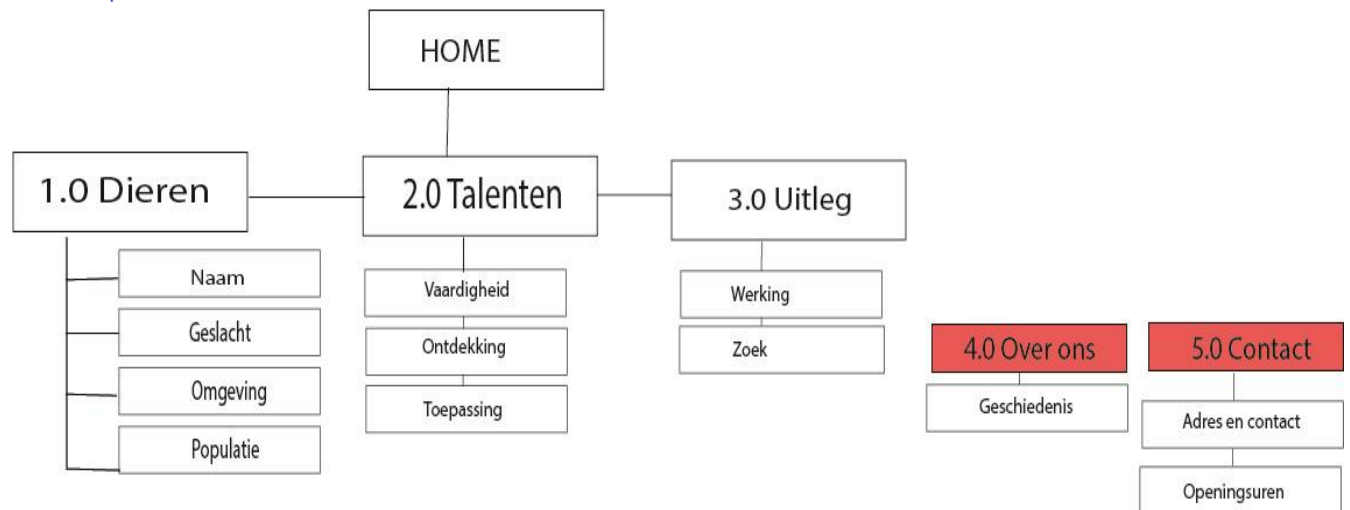 HOME
1.0 Dieren
Naam
Geslacht
Omgeving
Populatie
2.0 Talenten
Vaardigheid
Ontdekking
Toepassing
3.0 Uitleg
Werking
Zoek
4.0 Over ons
Geschiedenis
5.0 Contact
Adres en contact
Openingsuren